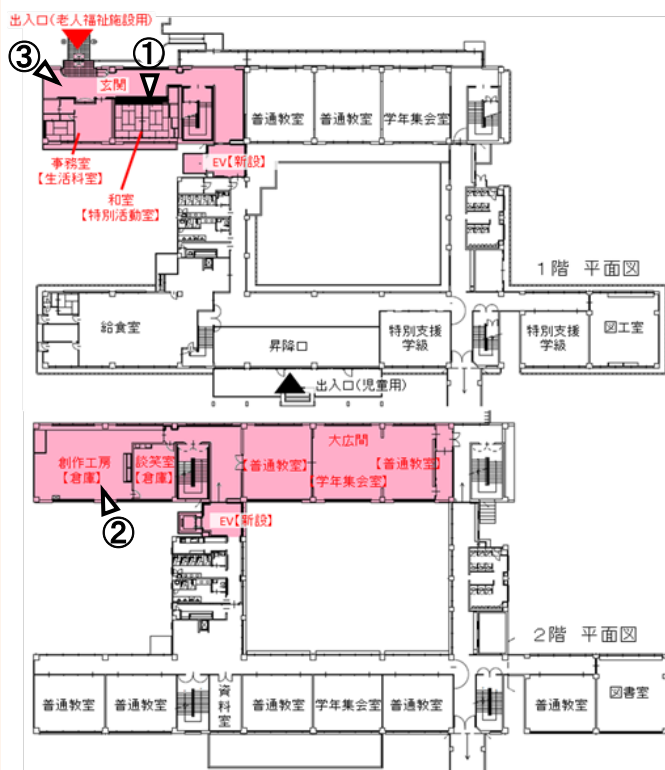 出入口(老人福祉施設用)
①
③
玄関
普通教室
普通教室
学年集会室
事務室
【生活科室】
EV【新設】
和室
【特別活動室】
1階 平面図
給食室
昇降口
特別支援
学級
特別支援
学級
図工室
出入口(児童用)
大広間
創作工房
【倉庫】
談笑室
【倉庫】
【普通教室】
【普通教室】
【学年集会室】
②
EV【新設】
2階 平面図
普通教室
普通教室
資料室
普通教室
学年集会室
普通教室
普通教室
図書室